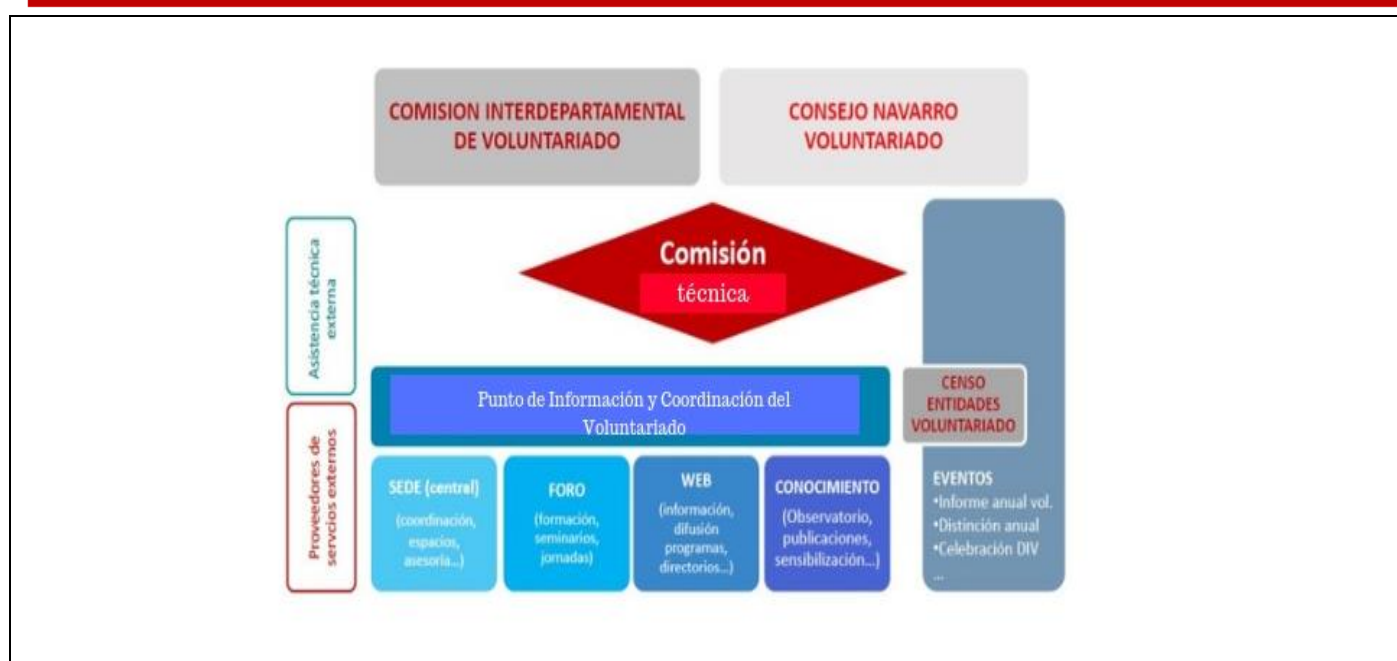 COMISION INTERDEPARTAMENTAL
DE VOLUNTARIADO
CONSEJO NAVARRO
VOLUNTARIADO
Asistencia técnica
externa
Comisión
técnica
Punto de Información y Coordinación del
Voluntariado
CENSO
ENTIDADES
VOLUNTARIADO
Proveedores de
servcios externos
SEDE (central)
(coordinación,
espacios,
asesoría...)
FORO
(formación,
seminarios,
jornadas)
WEB
(información,
difusión
programas,
directorios...)
CONOCIMIENTO
(Observatorio,
publicaciones,
sensibilización...)
EVENTOS
•Informe anual vol.
•Distinción anual
•Celebración DIV
...